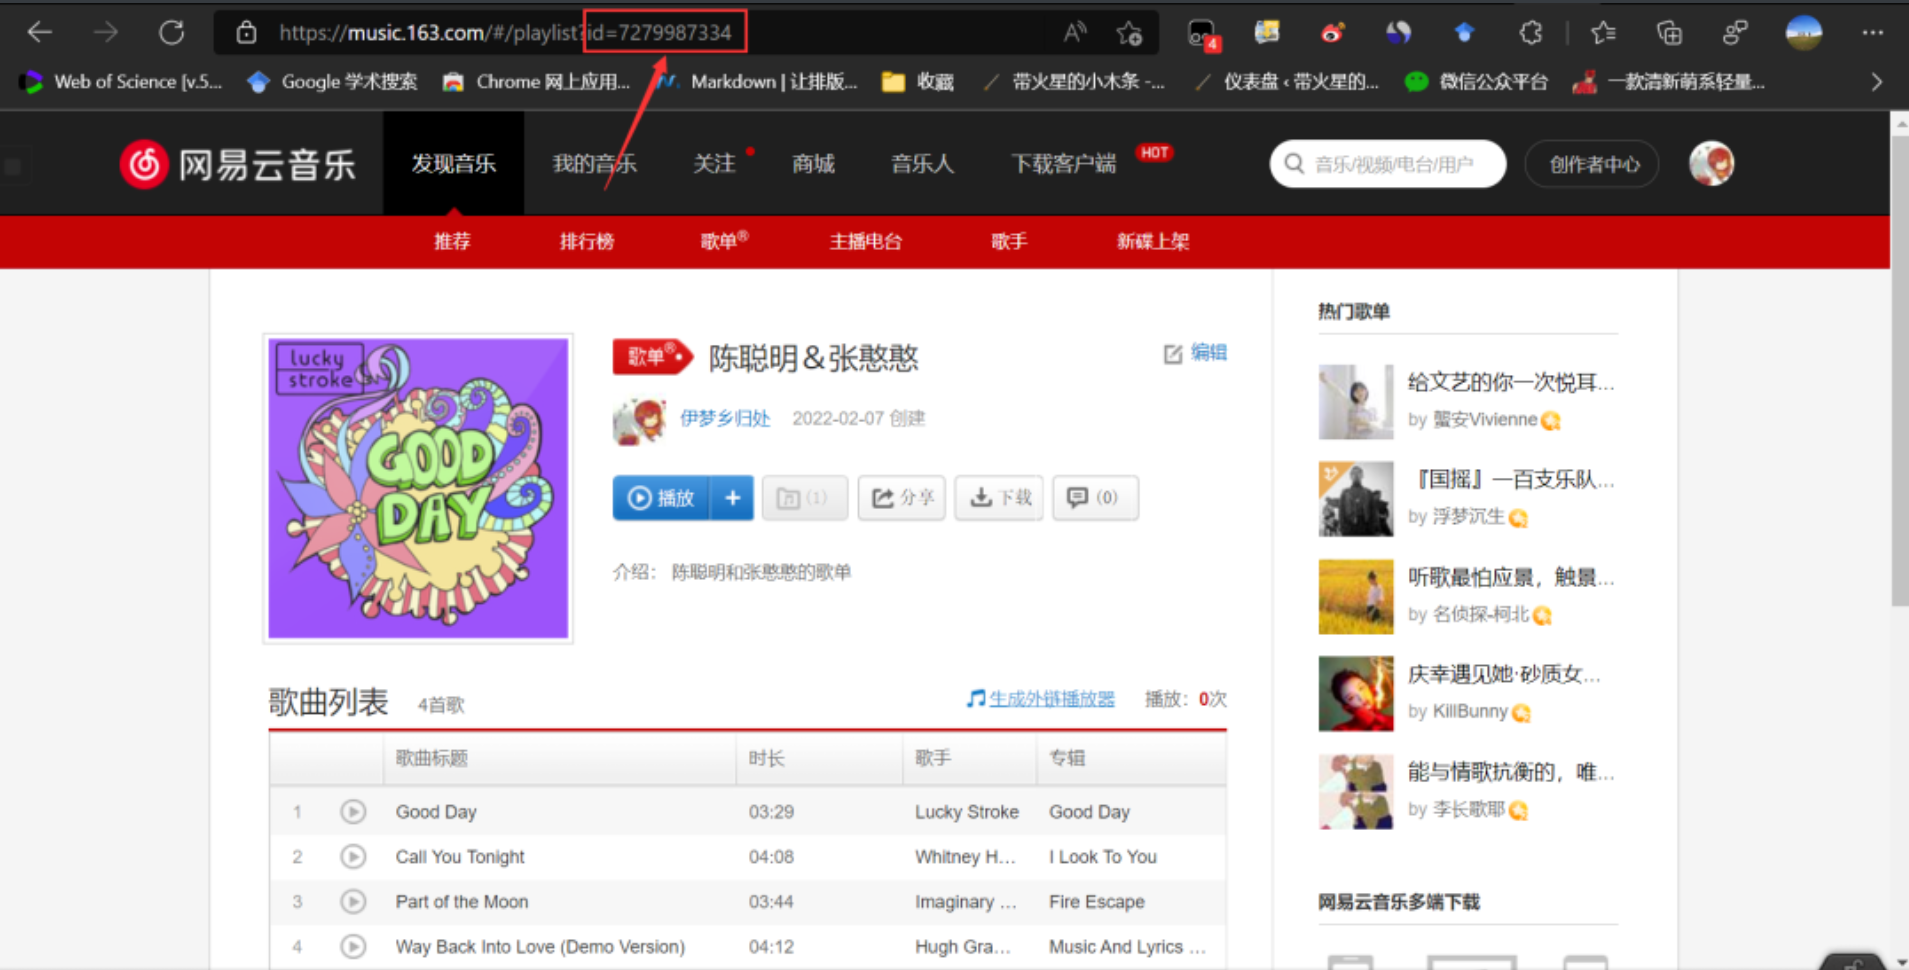 https://music.163.com/#/playlist?id=7279987334
4
Web of Science [v.5...
Google 学术搜索
Chrome 网上应用...
Markdown | 让排版...
收藏
带火星的小木条 -...
仪表盘 ‹ 带火星的...
微信公众平台
一款清新萌系轻量...
网易云音乐
发现音乐
我的音乐
关注
商城
音乐人
下载客户端
HOT
音乐/视频/电台/用户
创作者中心
推荐
排行榜
歌单®
主播电台
歌手
新碟上架
lucky
stroke
GOOD
DAY
歌单®
陈聪明&张憨憨
编辑
伊梦乡归处
2022-02-07 创建
播放
+
(1)
分享
下载
(0)
介绍: 陈聪明和张憨憨的歌单
歌曲列表
4首歌
生成外链播放器
播放: 0次
歌曲标题 时长 歌手 专辑
1 Good Day 03:29 Lucky Stroke Good Day
2 Call You Tonight 04:08 Whitney H... I Look To You
3 Part of the Moon 03:44 Imaginary ... Fire Escape
4 Way Back Into Love (Demo Version) 04:12 Hugh Gra... Music And Lyrics ...
热门歌单
给文艺的你一次悦耳...
by 蟹安Vivienne
『国摇』一百支乐队...
by 浮梦沉生
听歌最怕应景，触景...
by 名侦探-柯北
庆幸遇见她·砂质女...
by KillBunny
能与情歌抗衡的，唯...
by 李长歌耶
网易云音乐多端下载